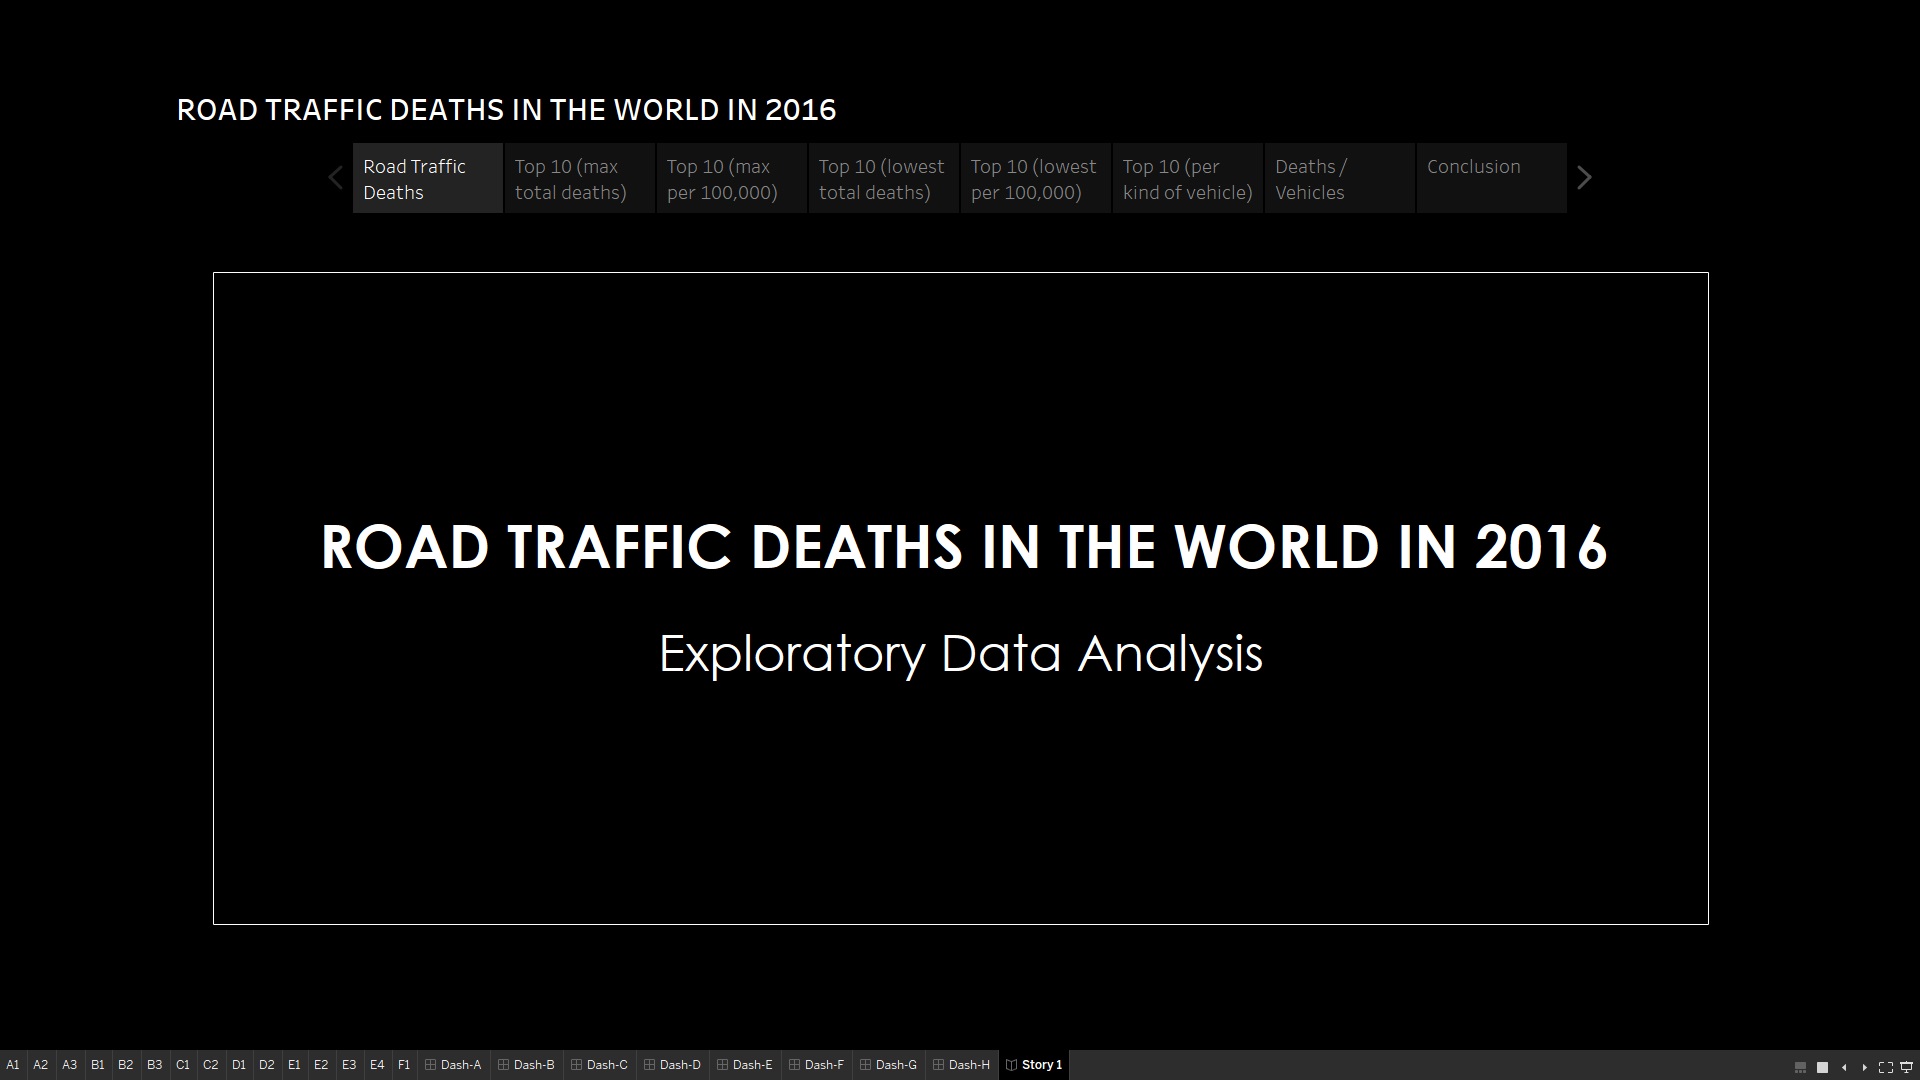 ROAD TRAFFIC DEATHS IN THE WORLD IN 2016
Road Traffic
Deaths
Top 10 (max
total deaths)
Top 10 (max
per 100,000)
Top 10 (lowest
total deaths)
Top 10 (lowest
per 100,000)
Top 10 (per
kind of vehicle)
Deaths /
Vehicles
Conclusion
ROAD TRAFFIC DEATHS IN THE WORLD IN 2016
Exploratory Data Analysis
A1 A2 A3 B1 B2 B3 C1 C2 D1 D2 E1 E2 E3 E4 F1 Dash-A Dash-B Dash-C Dash-D Dash-E Dash-F Dash-G Dash-H Story 1